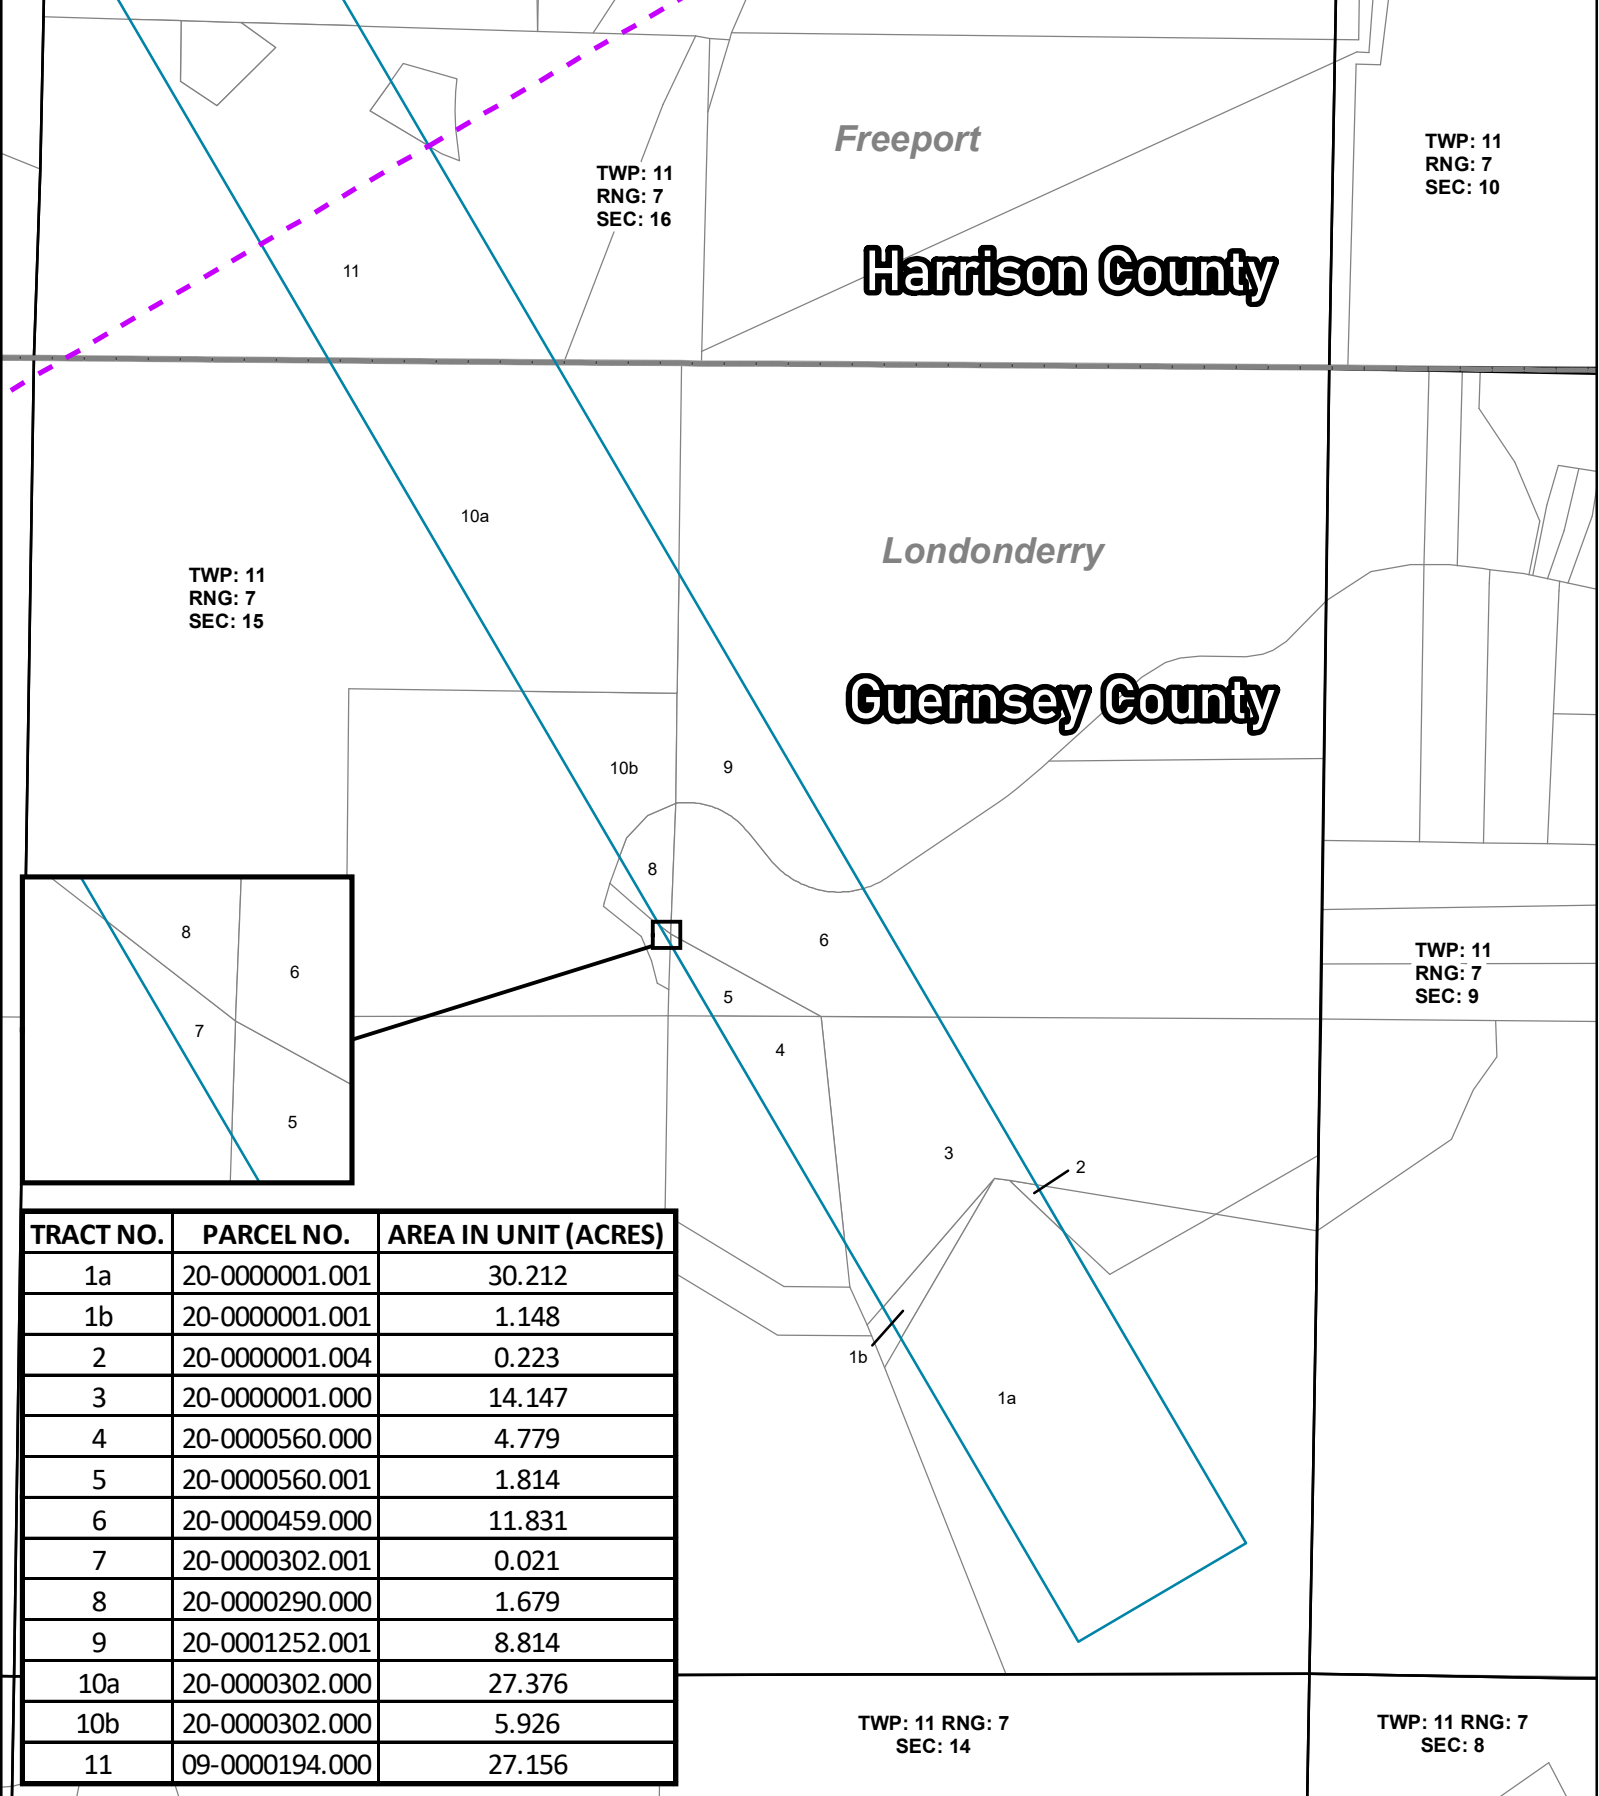 Freeport
TWP: 11
RNG: 7
SEC: 10
TWP: 11
RNG: 7
SEC: 16
11
Harrison County
10a
Londonderry
TWP: 11
RNG: 7
SEC: 15
Guernsey County
10b
9
8
6
5
4
8
6
7
5
TWP: 11
RNG: 7
SEC: 9
3
2
1b
1a
TRACT NO. PARCEL NO. AREA IN UNIT (ACRES)
1a 20-0000001.001 30.212
1b 20-0000001.001 1.148
2 20-0000001.004 0.223
3 20-0000001.000 14.147
4 20-0000560.000 4.779
5 20-0000560.001 1.814
6 20-0000459.000 11.831
7 20-0000302.001 0.021
8 20-0000290.000 1.679
9 20-0001252.001 8.814
10a 20-0000302.000 27.376
10b 20-0000302.000 5.926
11 09-0000194.000 27.156
TWP: 11 RNG: 7
SEC: 14
TWP: 11 RNG: 7
SEC: 8